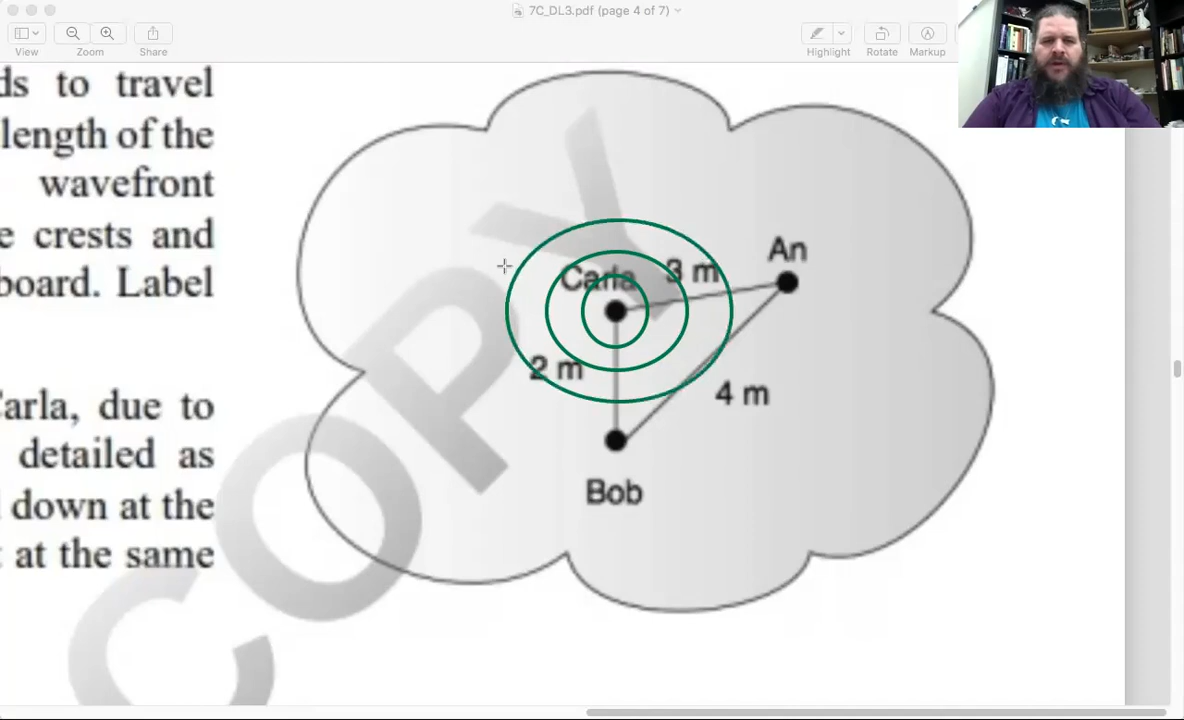 7C_DL3.pdf (page 4 of 7)
View
Zoom
Share
Highlight
Rotate
Markup
ds to travel
length of the
wavefront
e crests and
board. Label
Carla, due to
detailed as
down at the
at the same
COPY
An
Carla
3 m
2 m
4 m
Bob